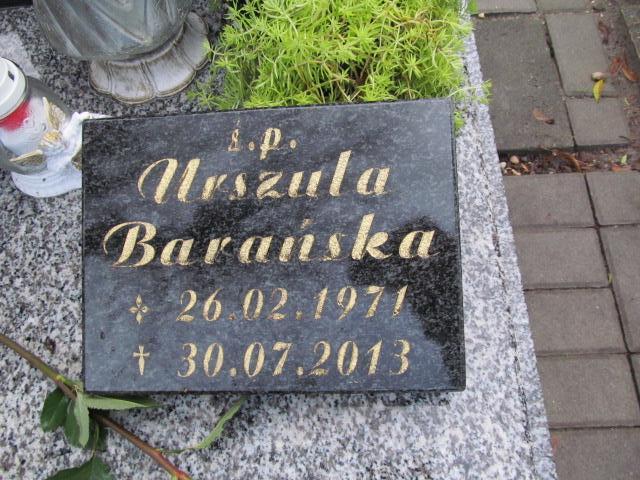 ś.p.
Urszula
Barańska
26.02.1971
† 30.07.2013